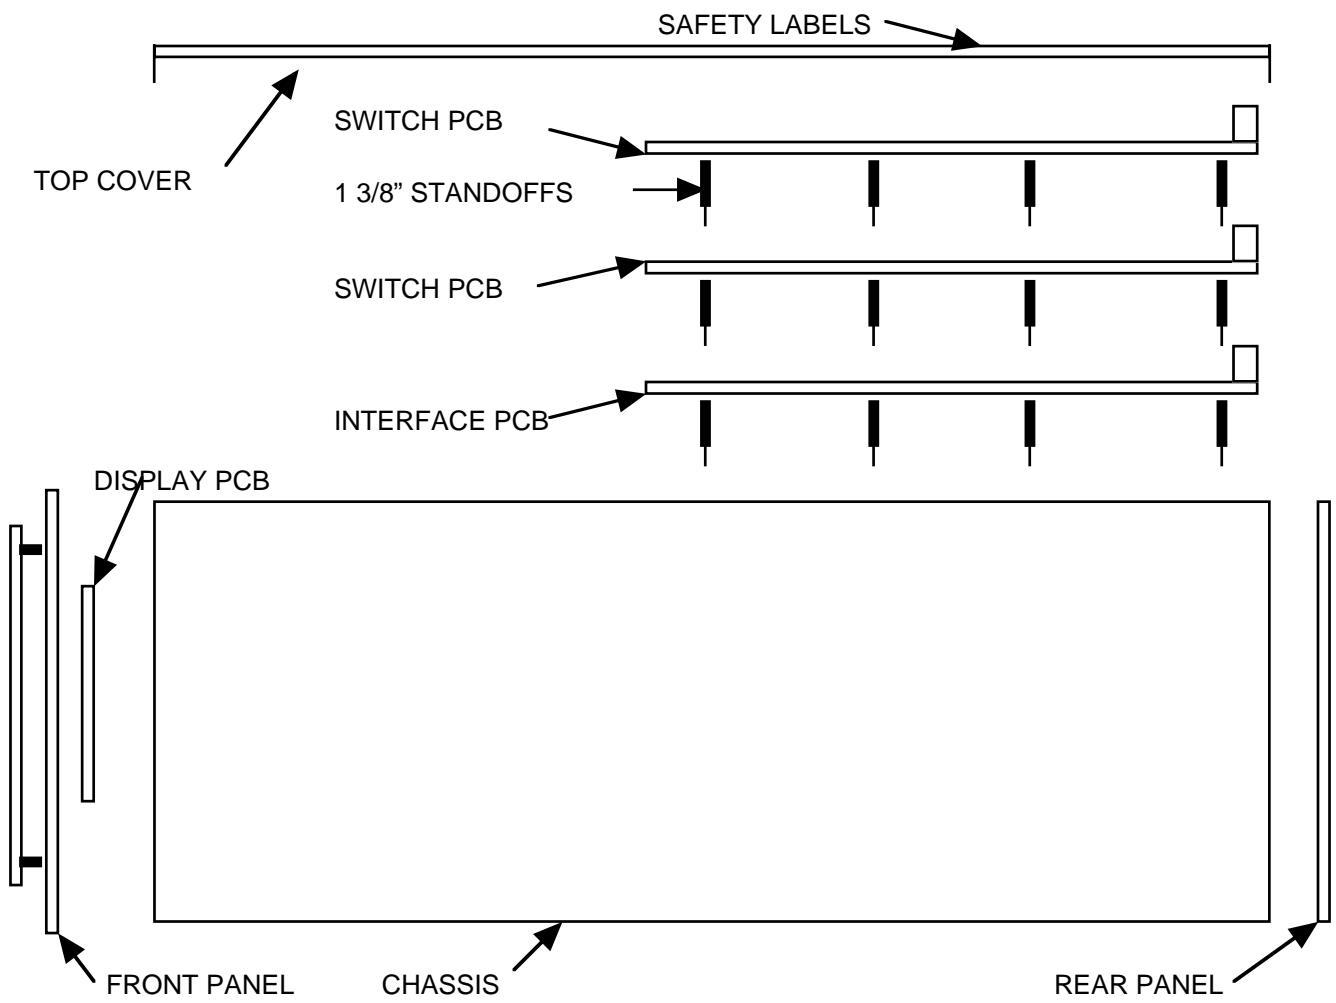 SAFETY LABELS
SWITCH PCB
TOP COVER
1 3/8” STANDOFFS
SWITCH PCB
INTERFACE PCB
DISPLAY PCB
FRONT PANEL
CHASSIS
REAR PANEL